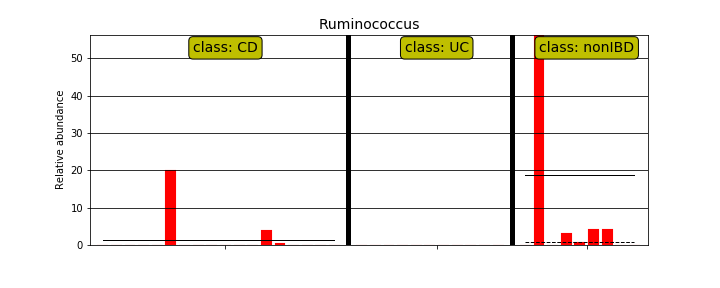 Ruminococcus
class: CD
class: UC
class: nonIBD
Relative abundance
50
40
30
20
10
0